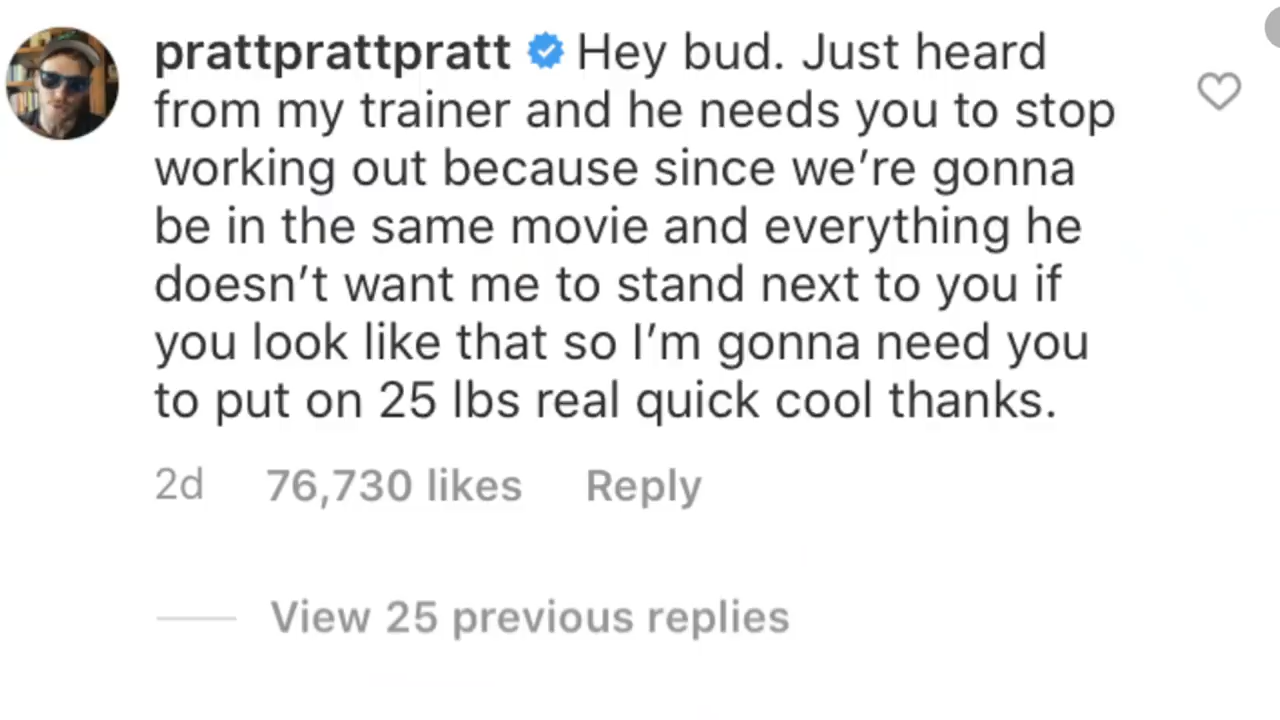 prattprattpratt Hey bud. Just heard
from my trainer and he needs you to stop
working out because since we’re gonna
be in the same movie and everything he
doesn’t want me to stand next to you if
you look like that so I’m gonna need you
to put on 25 lbs real quick cool thanks.
2d 76,730 likes Reply
View 25 previous replies